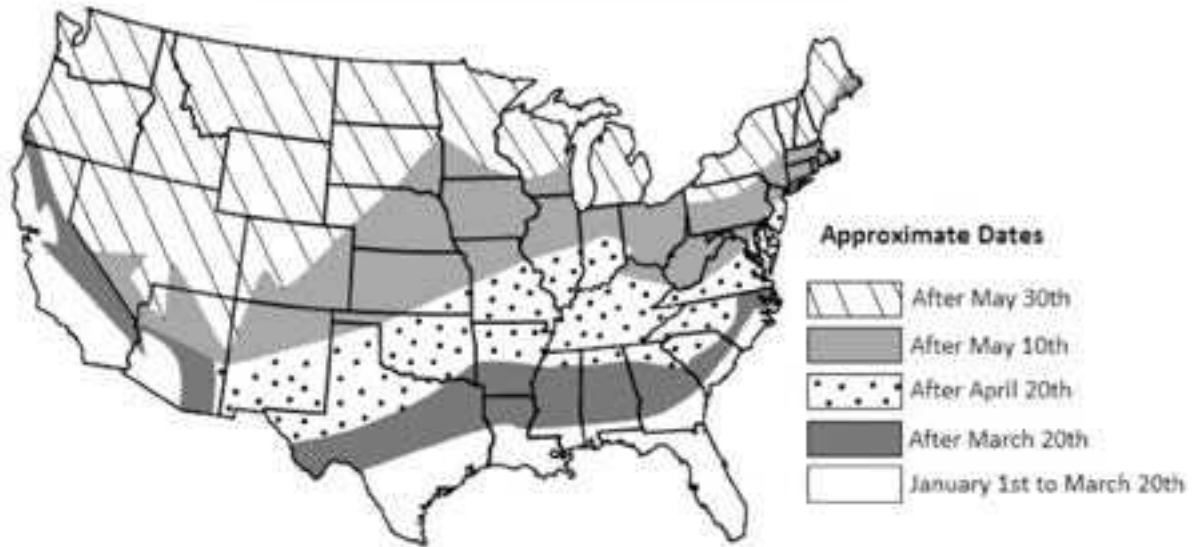 Approximate Dates
After May 30th
After May 10th
After April 20th
After March 20th
January 1st to March 20th